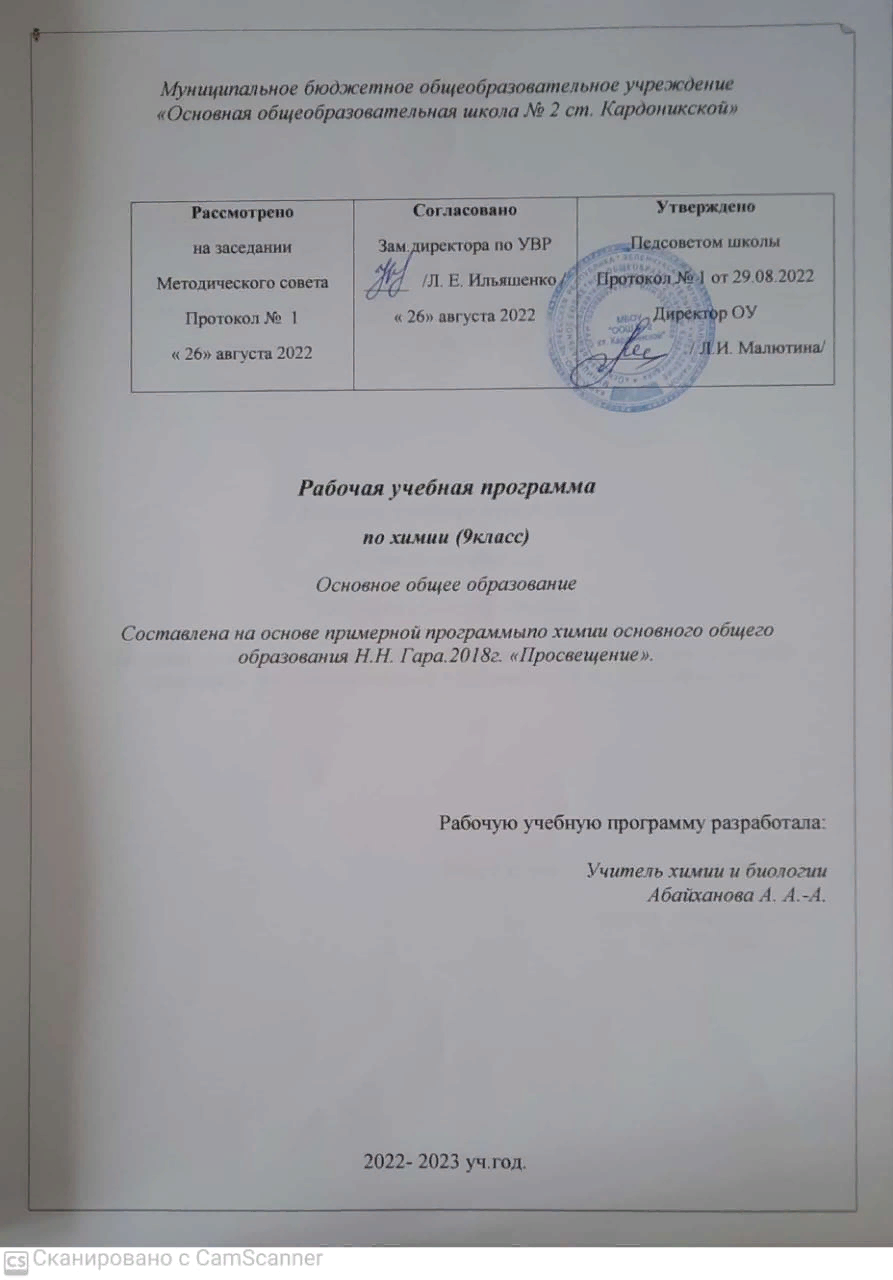 Муниципальное бюджетное общеобразовательное учреждение
«Основная общеобразовательная школа № 2 ст. Кардоникской»
Рассмотрено
на заседании
Методического совета
Протокол № 1
« 26» августа 2022
Согласовано
Зам.директора по УВР
/Л. Е. Ильяшенко /
« 26» августа 2022
Утверждено
Педсоветом школы
Протокол № 1 от 29.08.2022
Директор ОУ
/ Л.И. Малютина/
МБОУ
Рабочая учебная программа
по химии (9класс)
Основное общее образование
Составлена на основе примерной программыпо химии основного общего
образования Н.Н. Гара.2018г. «Просвещение».
Рабочую учебную программу разработала:
Учитель химии и биологии
Абайханова А. А.-А.
2022- 2023 уч.год.
CS Сканировано с CamScanner